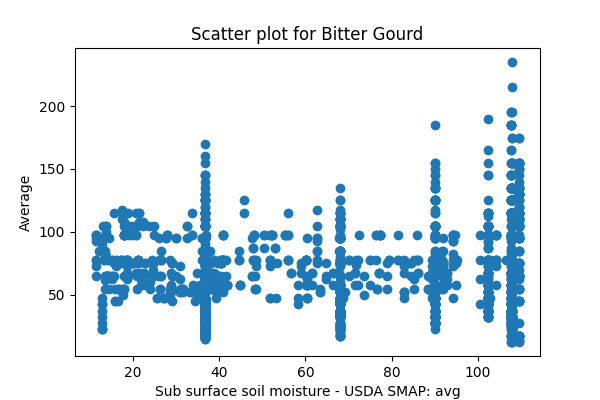 Scatter plot for Bitter Gourd
Average
200
150
100
50
20 40 60 80 100
Sub surface soil moisture - USDA SMAP: avg